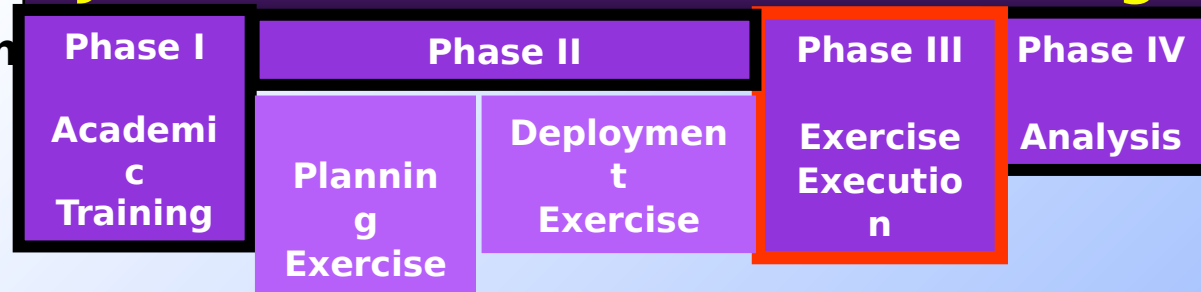 Phase I
Academi
c
Training
Phase II
Plannin
g
Exercise
Deploymen
t
Exercise
Phase III
Exercise
Executio
n
Phase IV
Analysis